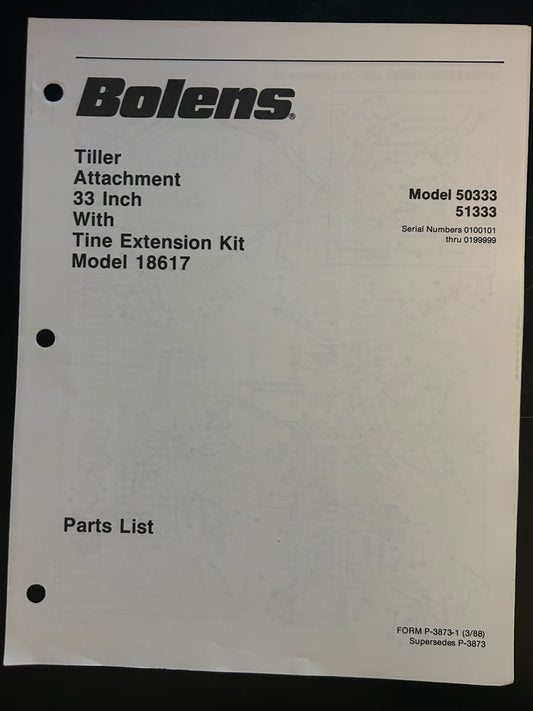 Bolens®
Tiller
Attachment
33 Inch
With
Tine Extension Kit
Model 18617
Model 50333
51333
Serial Numbers 0100101
thru 0199999
Parts List
FORM P-3873-1 (3/88)
Supersedes P-3873